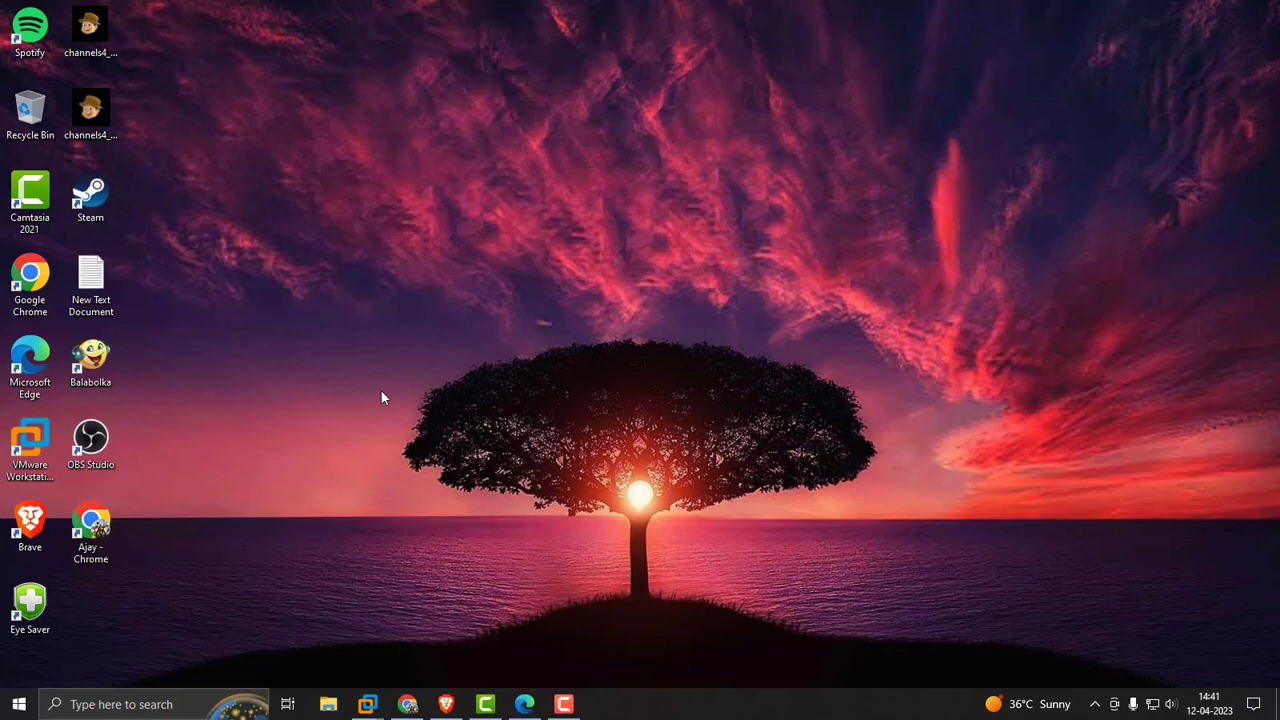 Spotify
channels4_...
Recycle Bin
channels4_...
Camtasia
2021
Steam
Google
Chrome
New Text
Document
Microsoft
Edge
Balabolka
VMware
Workstati...
OBS Studio
Brave
Ajay -
Chrome
Eye Saver
Type here to search
36°C Sunny
14:41
12-04-2023